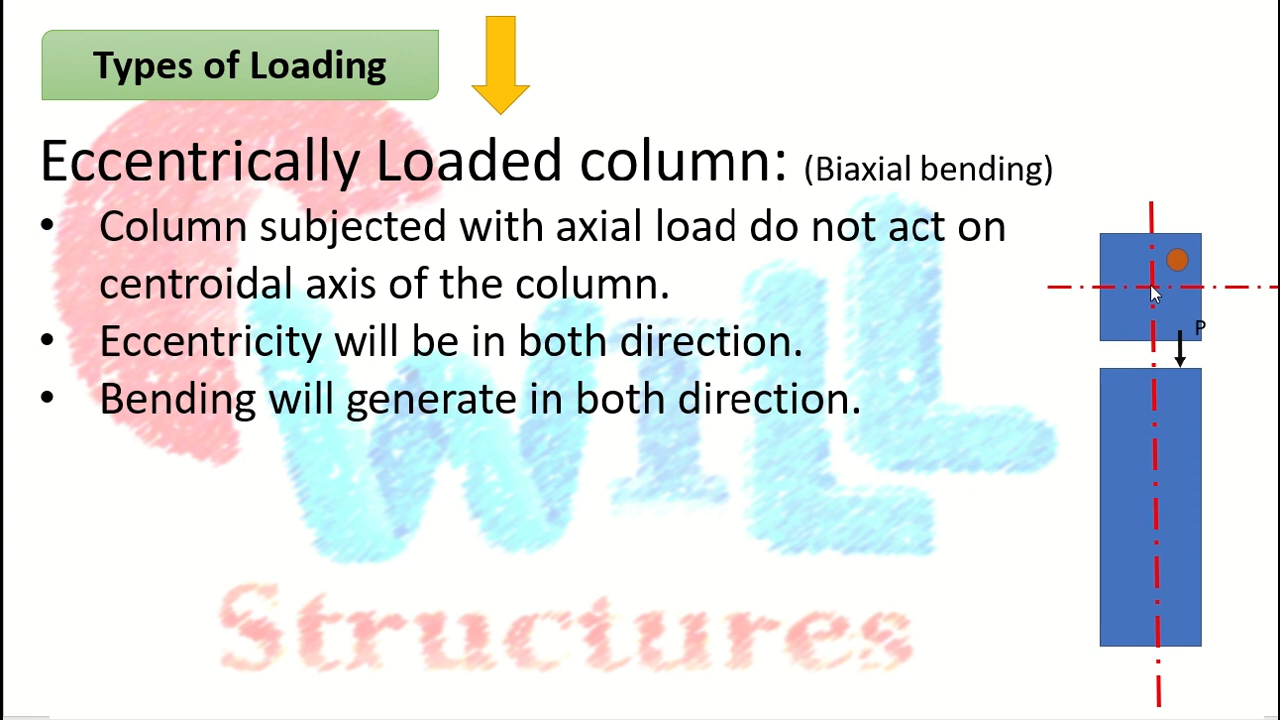 Types of Loading
Eccentrically Loaded column: (Biaxial bending)
• Column subjected with axial load do not act on
centroidal axis of the column.
• Eccentricity will be in both direction.
• Bending will generate in both direction.
P
CWILL
Structures